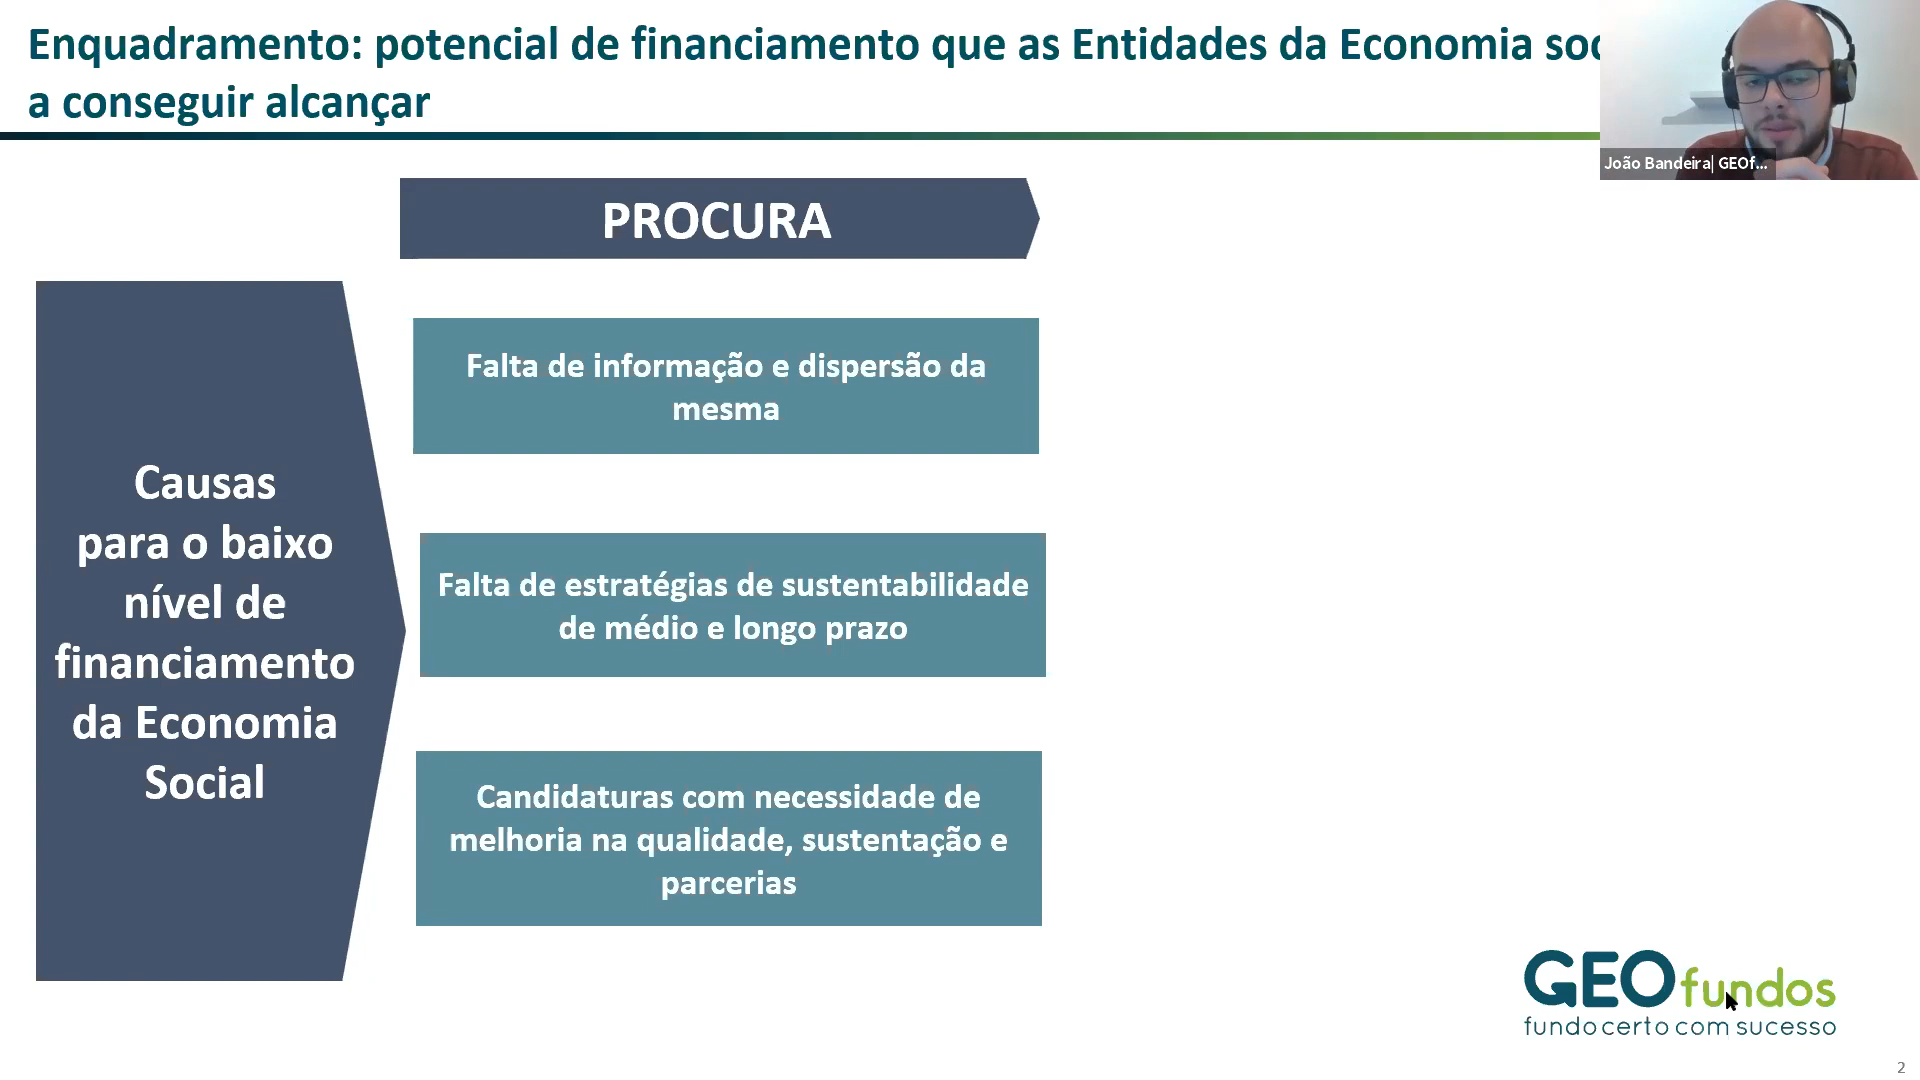 Enquadramento: potencial de financiamento que as Entidades da Economia
a conseguir alcançar
João Bandeira| GEOf...
PROCURA
Causas
para o baixo
nível de
financiamento
da Economia
Social
Falta de informação e dispersão da
mesma
Falta de estratégias de sustentabilidade
de médio e longo prazo
Candidaturas com necessidade de
melhoria na qualidade, sustentação e
parcerias
GEOfundos
fundo certo com sucesso
2